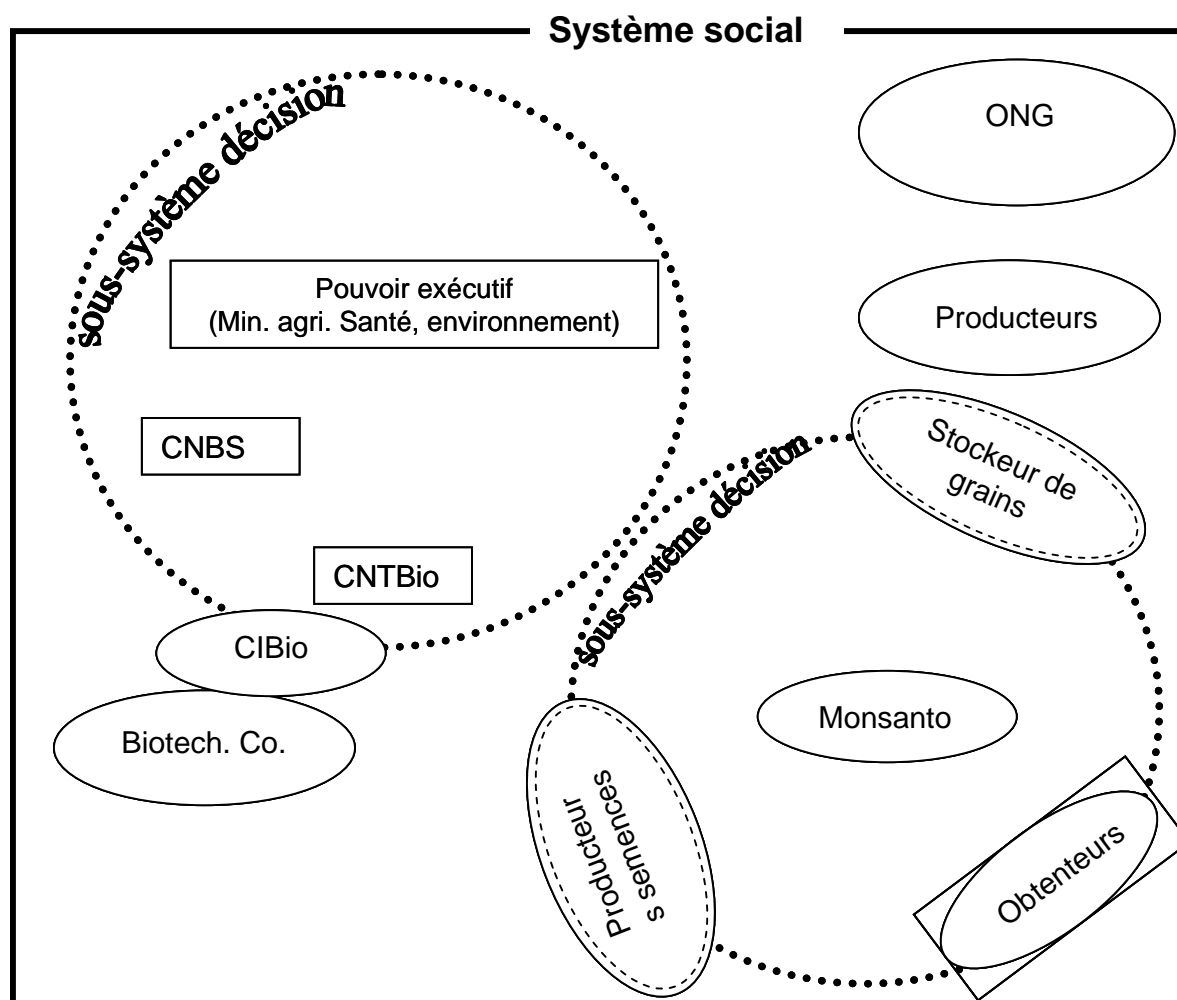 Système social
sous-système décision
ONG
Pouvoir exécutif
(Min. agri. Santé, environnement)
Producteurs
CNBS
Stockeur de
grains
sous-système décision
CNTBio
CIBio
Biotech. Co.
Monsanto
Producteur
s semences
Obtenteurs